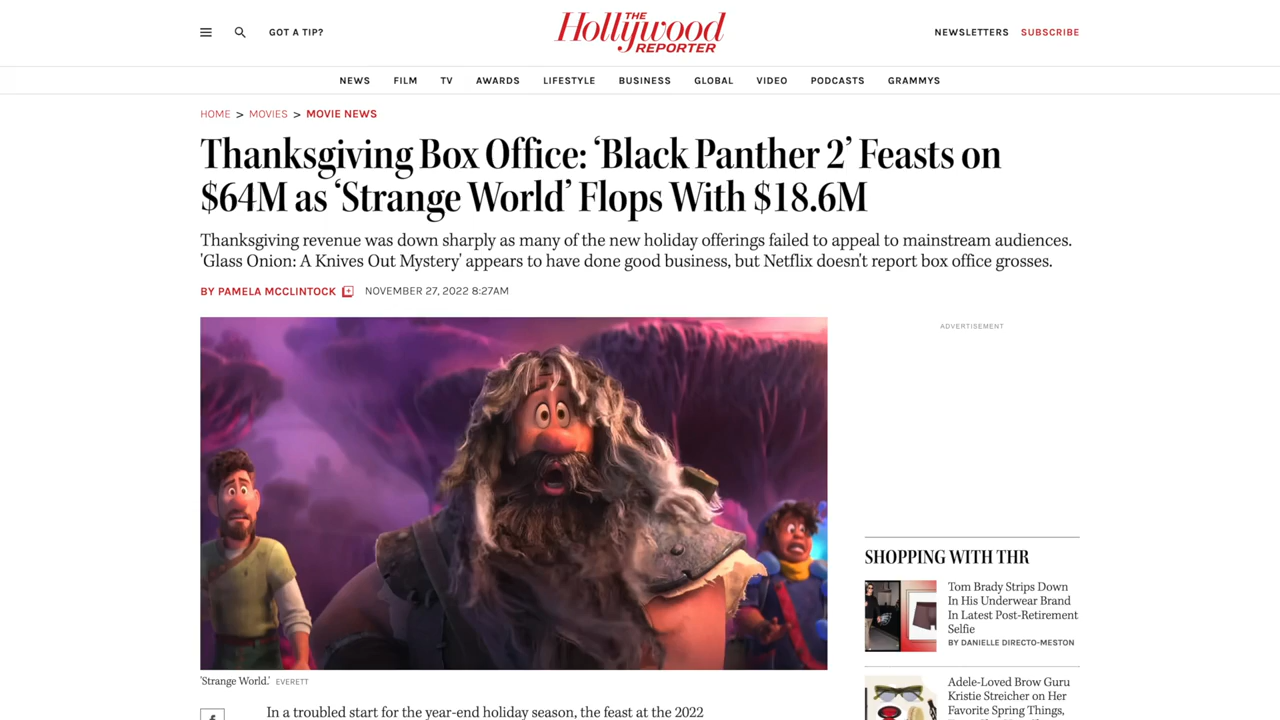 GOT A TIP?
THE
Hollywood
REPORTER
NEWSLETTERS
SUBSCRIBE
NEWS
FILM
TV
AWARDS
LIFESTYLE
BUSINESS
GLOBAL
VIDEO
PODCASTS
GRAMMYS
HOME > MOVIES > MOVIE NEWS
Thanksgiving Box Office: ‘Black Panther 2’ Feasts on
$64M as ‘Strange World’ Flops With $18.6M
Thanksgiving revenue was down sharply as many of the new holiday offerings failed to appeal to mainstream audiences.
'Glass Onion: A Knives Out Mystery' appears to have done good business, but Netflix doesn't report box office grosses.
BY PAMELA MCCLINTOCK
NOVEMBER 27, 2022 8:27AM
'Strange World.' EVERETT
In a troubled start for the year-end holiday season, the feast at the 2022
ADVERTISEMENT
SHOPPING WITH THR
Tom Brady Strips Down
In His Underwear Brand
In Latest Post-Retirement
Selfie
BY DANIELLE DIRECTO-MESTON
Adele-Loved Brow Guru
Kristie Streicher on Her
Favorite Spring Things,